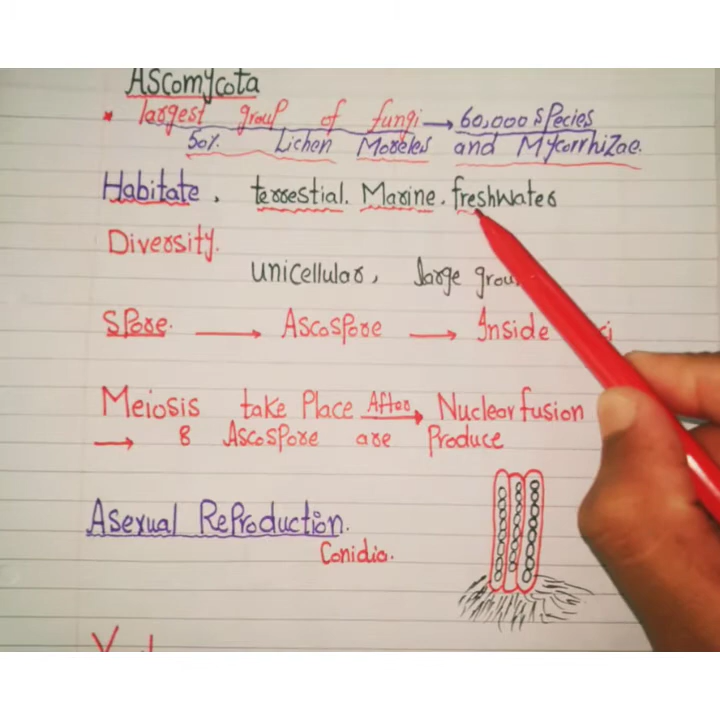 Ascomycota
* largest group of fungi → 60,000 species
50% Lichen Moreles and Mycorrhizae.
Habitate. terrestial. Marine. freshwater
Diversity.
Unicellular, large
Spore. → Ascospore → Inside
Meiosis take Place After → Nuclear fusion
→ 8 Ascospore are Produce
Asexual Reproduction.
Conidia.